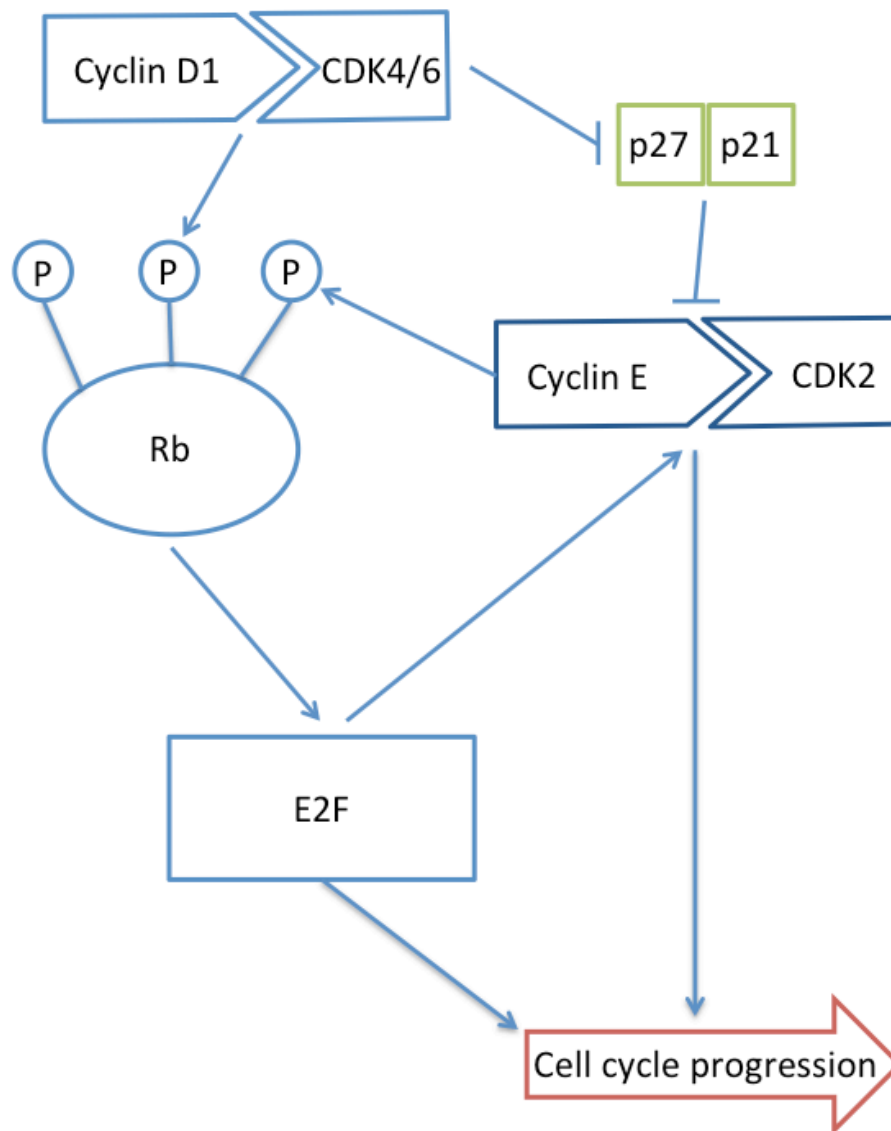 Cyclin D1
CDK4/6
p27
p21
P
P
P
Cyclin E
CDK2
Rb
E2F
Cell cycle progression